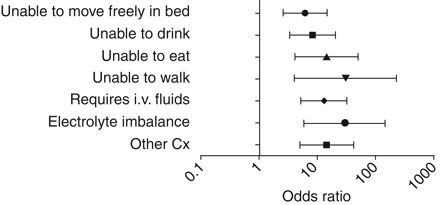 Unable to move freely in bed
Unable to drink
Unable to eat
Unable to walk
Requires i.v. fluids
Electrolyte imbalance
Other Cx
0.1 1 10 100 1000
Odds ratio